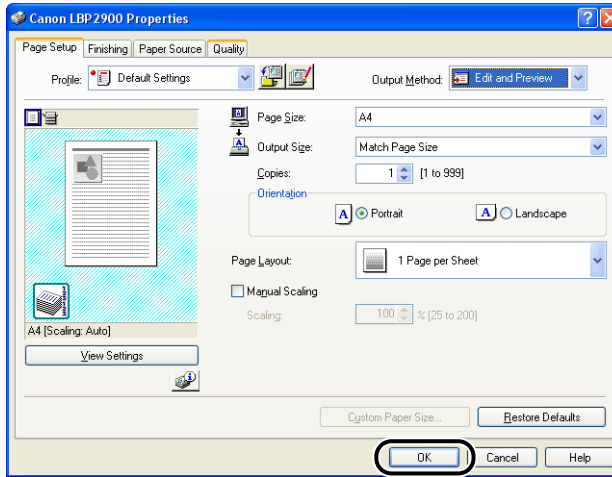 Canon LBP2900 Properties
Page Setup Finishing Paper Source Quality
Profile: Default Settings Output Method: Edit and Preview
Page Size: A4
Output Size: Match Page Size
Copies: 1 [1 to 999]
Orientation
A Portrait A Landscape
Page Layout: 1 Page per Sheet
Manual Scaling
Scaling: 100 % [25 to 200]
A4 [Scaling: Auto]
View Settings
Custom Paper Size... Restore Defaults
OK Cancel Help